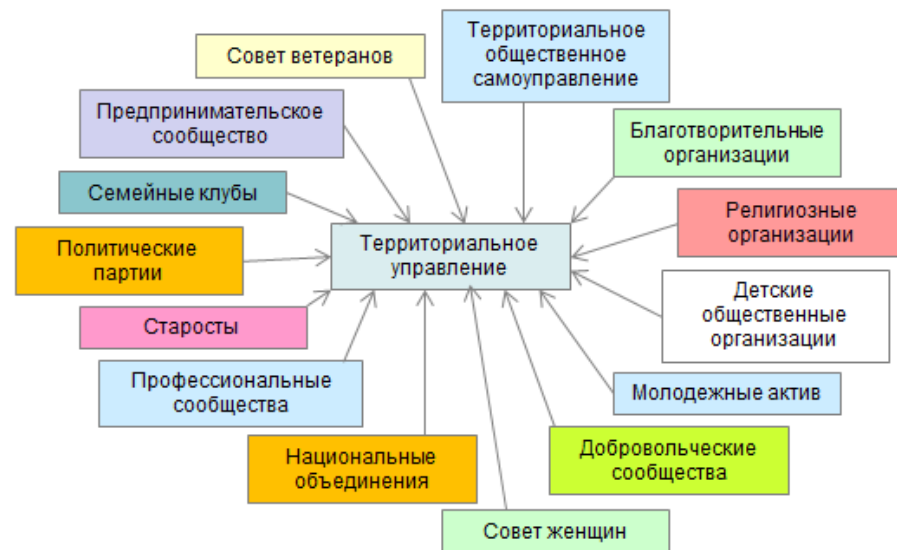 Территориальное
общественное
самоуправление
Совет ветеранов
Предпринимательское
сообщество
Благотворительные
организации
Семейные клубы
Религиозные
организации
Территориальное
управление
Политические
партии
Детские
общественные
организации
Старосты
Профессиональные
сообщества
Молодежные актив
Национальные
объединения
Добровольческие
сообщества
Совет женщин